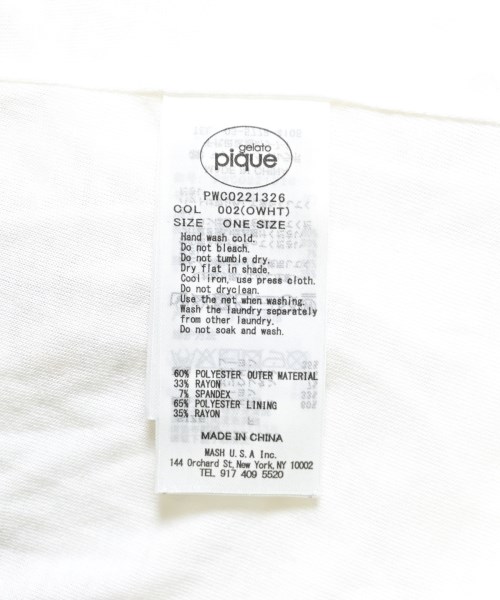 gelato
pique
PWCO221326
COL 002(OWHT)
SIZE ONE SIZE
Hand wash cold.
Do not bleach.
Do not tumble dry.
Dry flat in shade.
Cool iron, use press cloth.
Do not dryclean.
Use the net when washing.
Wash the laundry separately
from other laundry.
Do not soak and wash.
60% POLYESTER OUTER MATERIAL
33% RAYON
7% SPANDEX
65% POLYESTER LINING
35% RAYON
MADE IN CHINA
MASH U.S.A Inc.
144 Orchard St, New York, NY 10002
TEL 917 409 5520